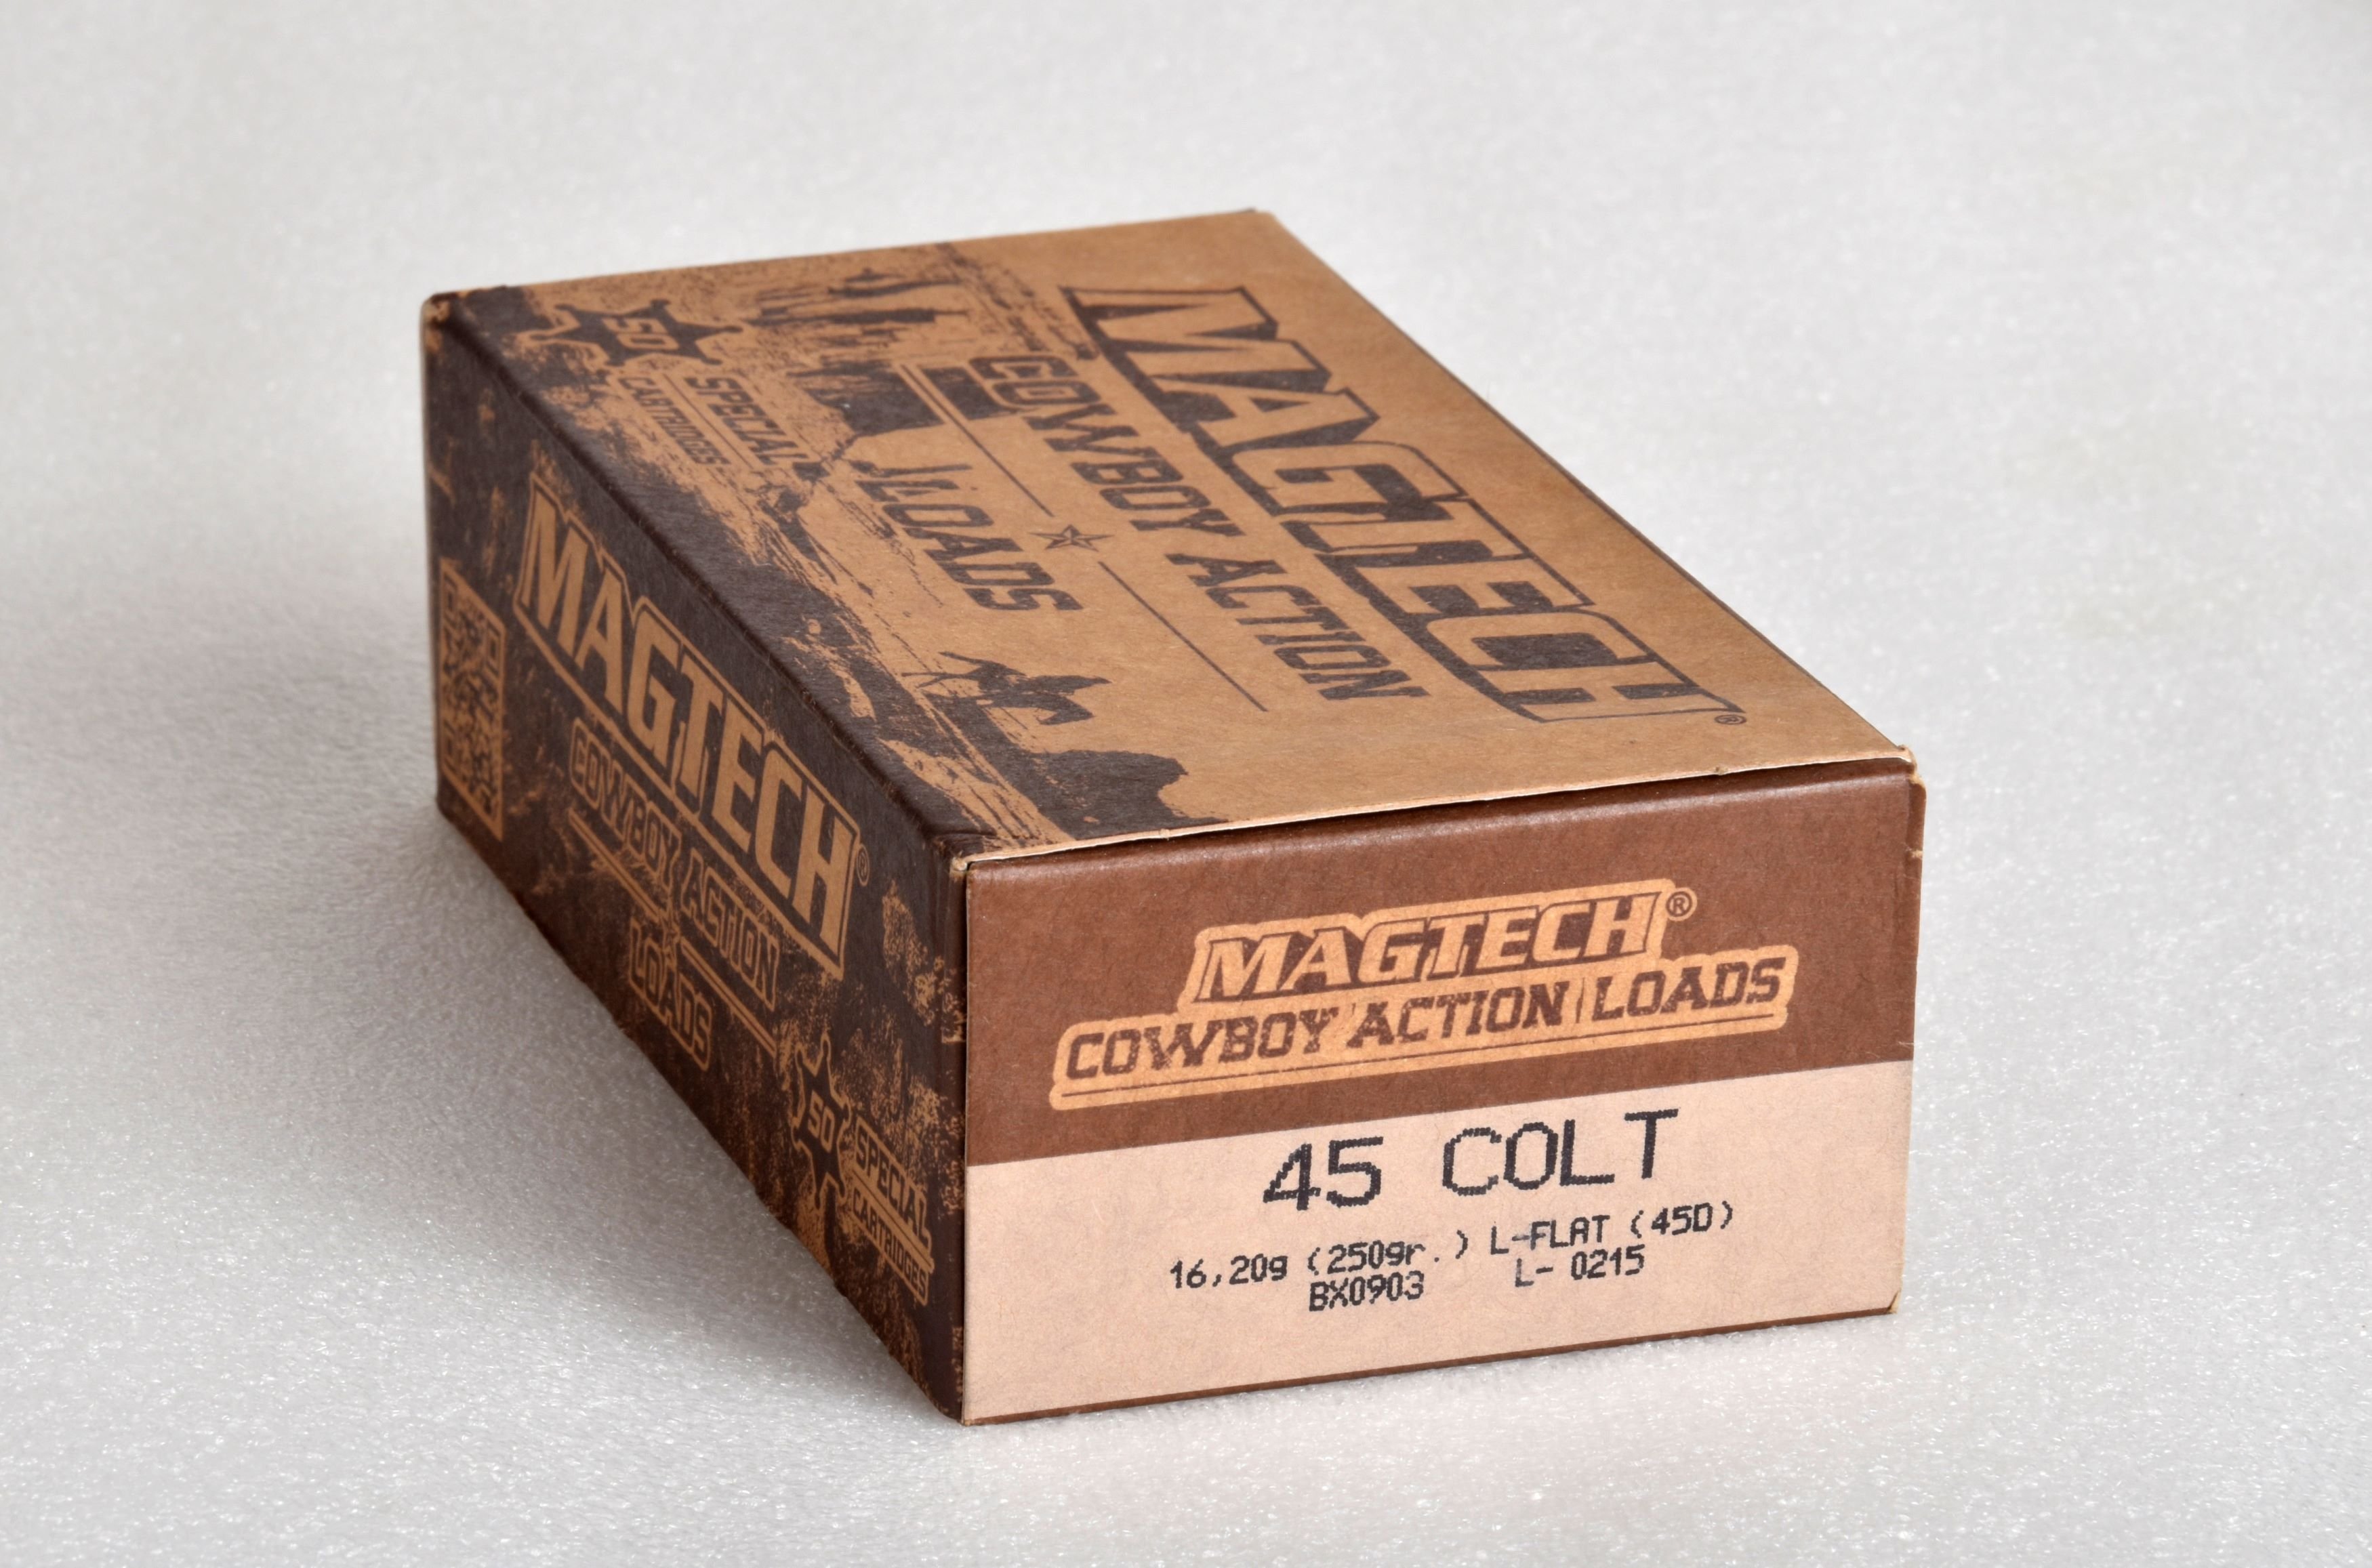 MAGTECH®
COWBOY ACTION
LOADS
50 SPECIAL
CARTRIDGES
MAGTECH®
COWBOY ACTION
LOADS
50 SPECIAL
CARTRIDGES
MAGTECH®
COWBOY ACTION LOADS
45 COLT
16,20g (250gr.) L-FLAT (45D)
BX0903 L- 0215